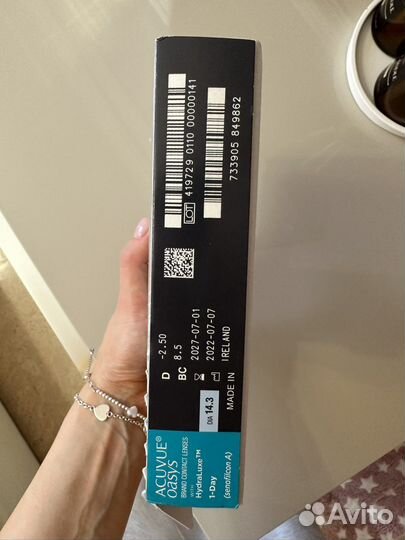 ACUVUE®
oasys
BRAND CONTACT LENSES
WITH
HydraLuxe™
1-Day
(senofilcon A)
DIA 14.3
D -2.50
BC 8.5
2027-07-01
2022-07-07
MADE IN IRELAND
LOT 419729 0110 00000141
733905 849862
Avito